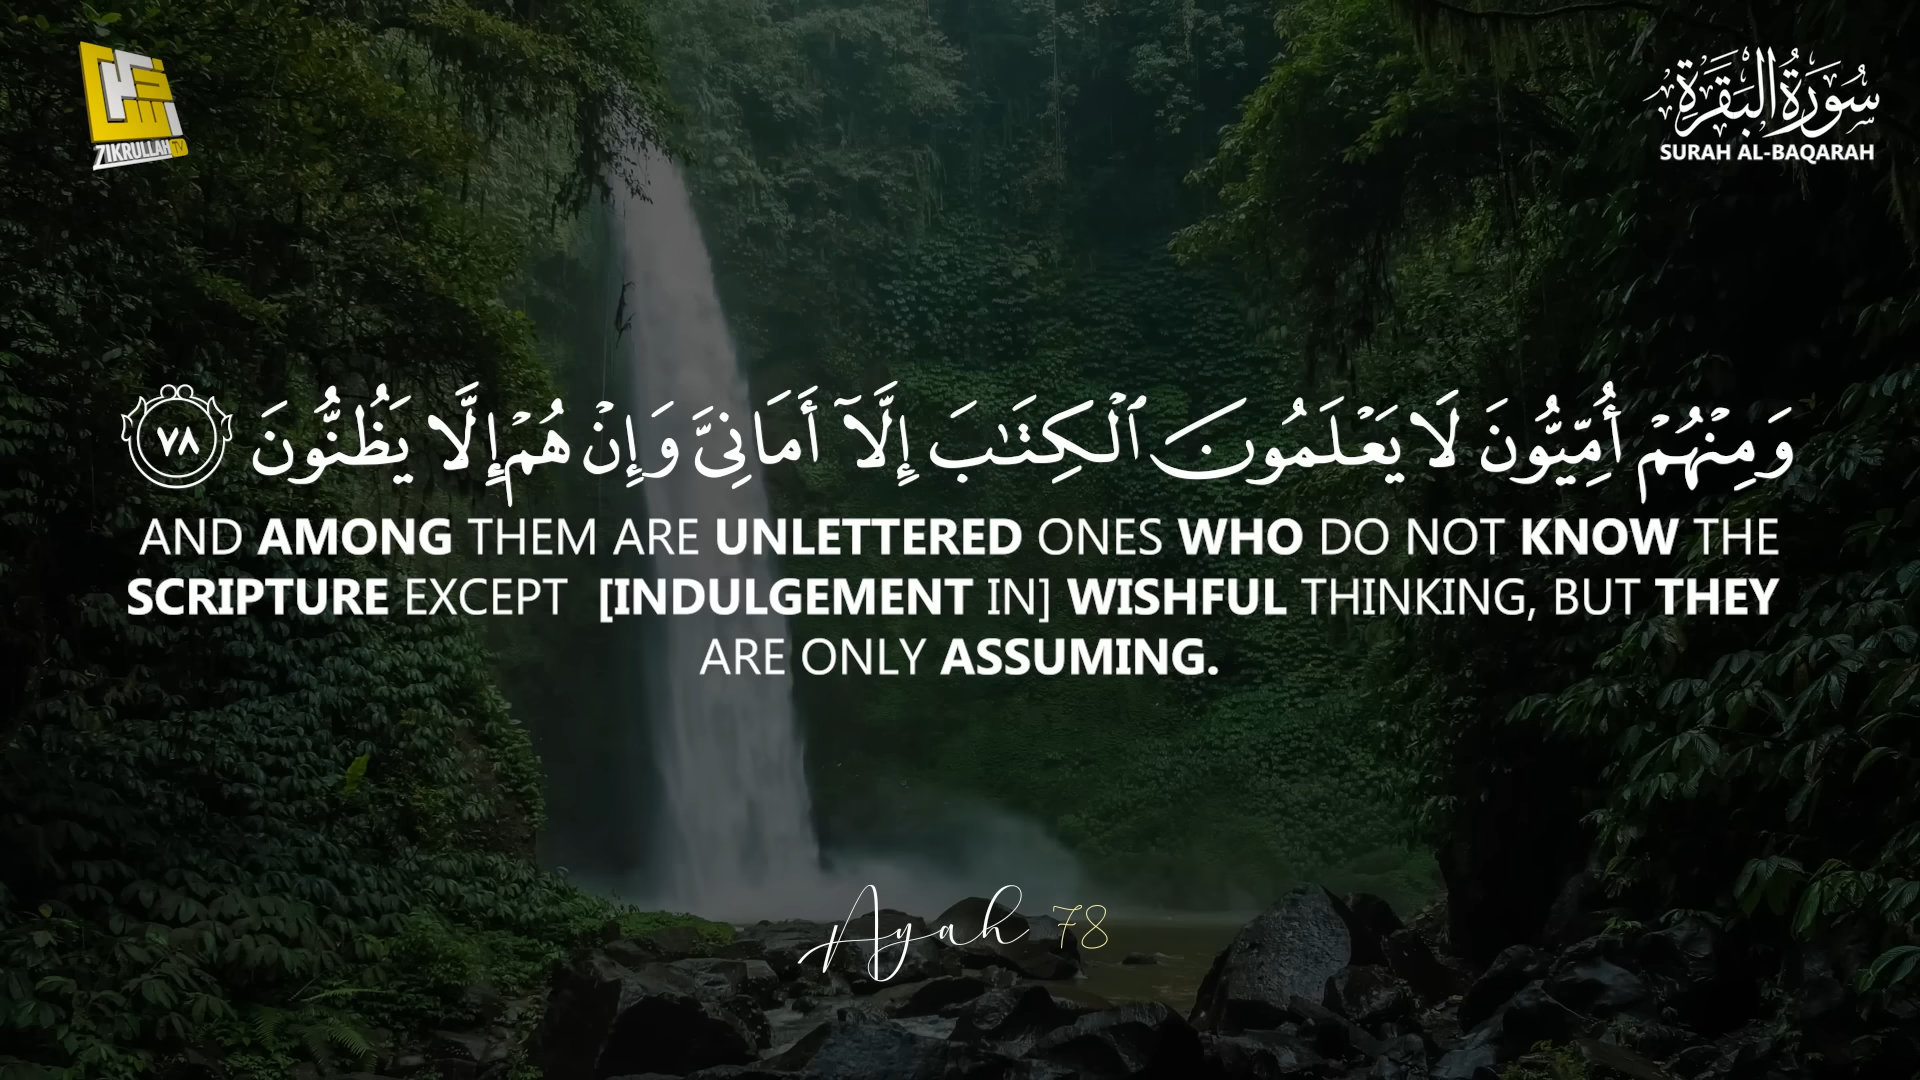 ZIKRULLAH TV
سُورَةُ الْبَقَرَةِ
SURAH AL-BAQARAH
وَمِنْهُمْ أُمِّيُّونَ لَا يَعْلَمُونَ ٱلْكِتَٰبَ إِلَّآ أَمَانِىَّ وَإِنْ هُمْ إِلَّا يَظُنُّونَ ٧٨
AND AMONG THEM ARE UNLETTERED ONES WHO DO NOT KNOW THE
SCRIPTURE EXCEPT [INDULGEMENT IN] WISHFUL THINKING, BUT THEY
ARE ONLY ASSUMING.
Ayah 78